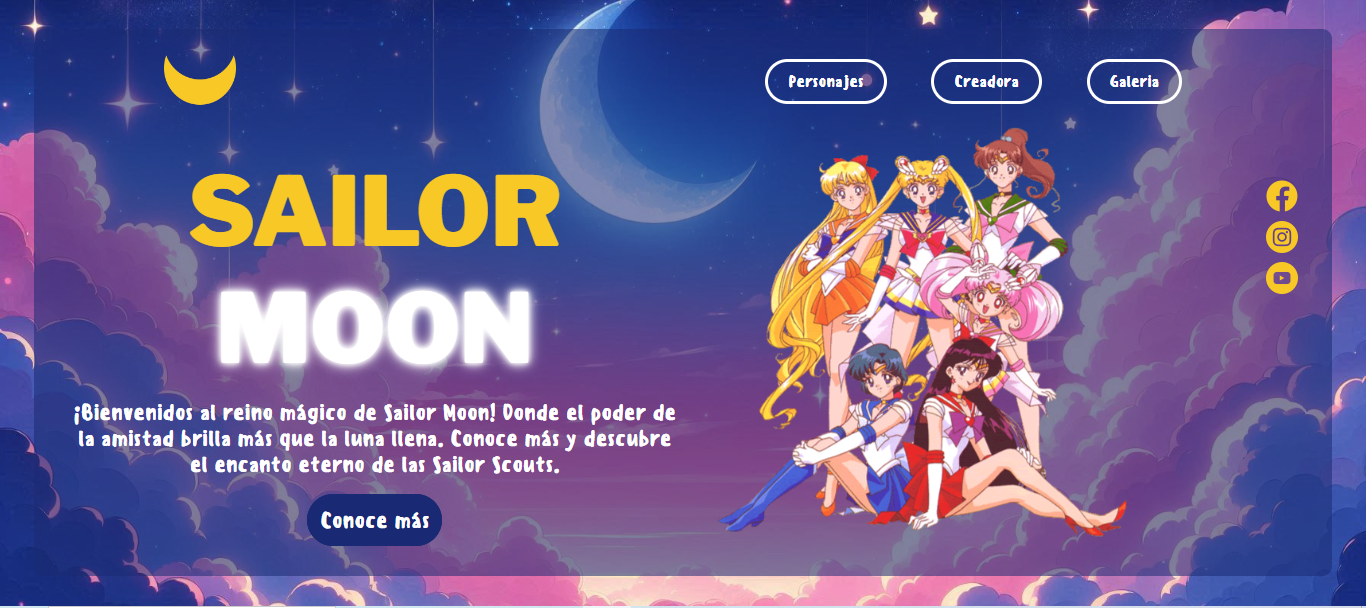 Personajes
Creadora
Galeria
SAILOR
MOON
¡Bienvenidos al reino mágico de Sailor Moon! Donde el poder de
la amistad brilla más que la luna llena. Conoce más y descubre
el encanto eterno de las Sailor Scouts.
Conoce más